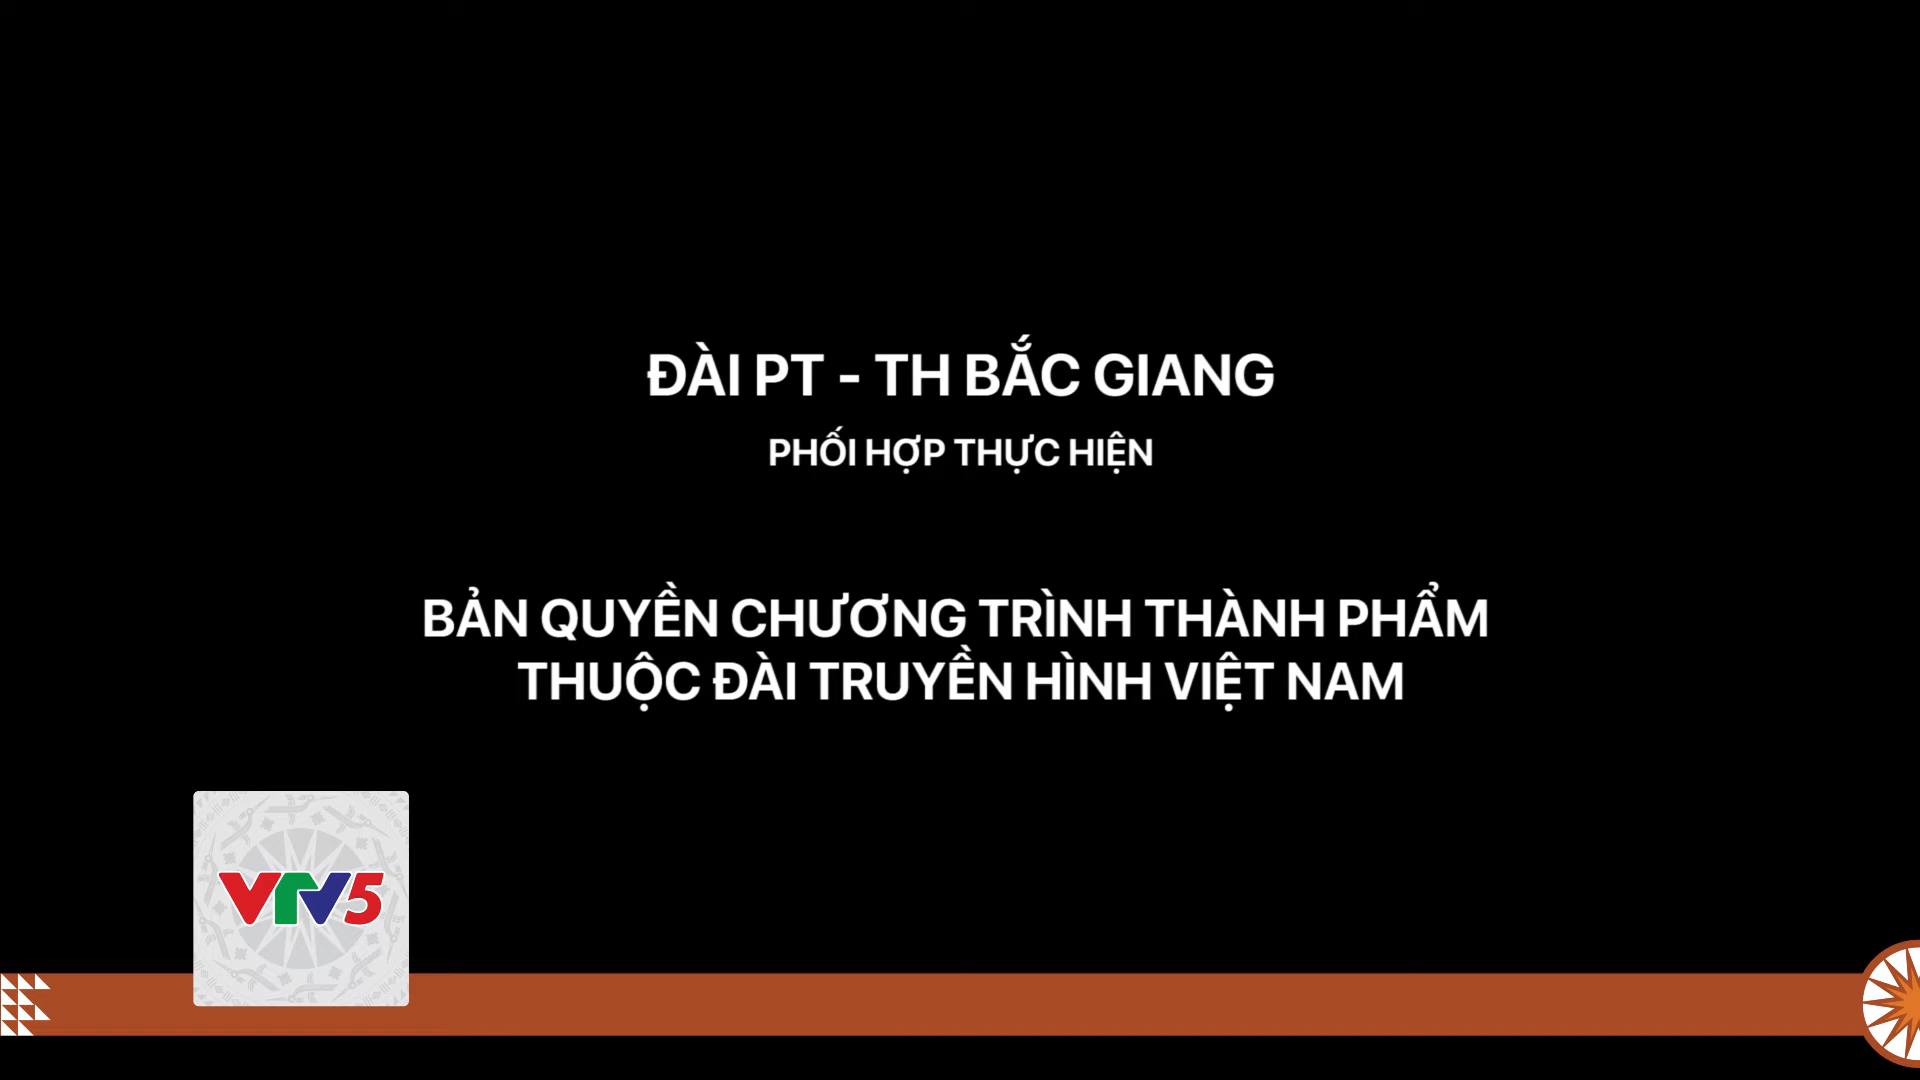 ĐÀI PT - TH BẮC GIANG
PHỐI HỢP THỰC HIỆN
BẢN QUYỀN CHƯƠNG TRÌNH THÀNH PHẨM
THUỘC ĐÀI TRUYỀN HÌNH VIỆT NAM
VTV5